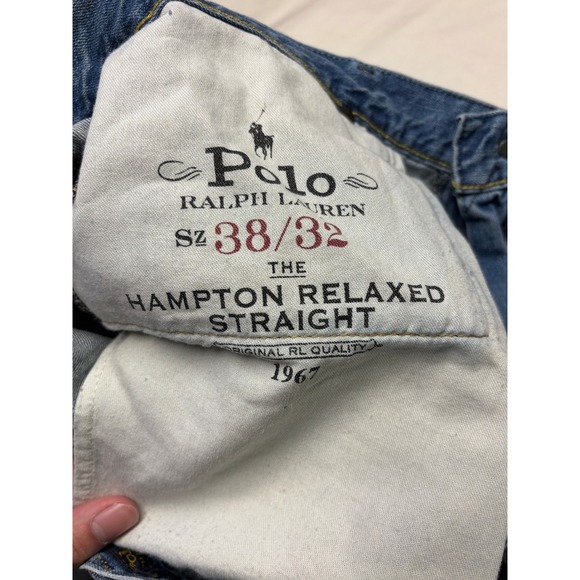 Polo
RALPH LAUREN
Sz 38/32
THE
HAMPTON RELAXED
STRAIGHT
ORIGINAL RL QUALITY
1967